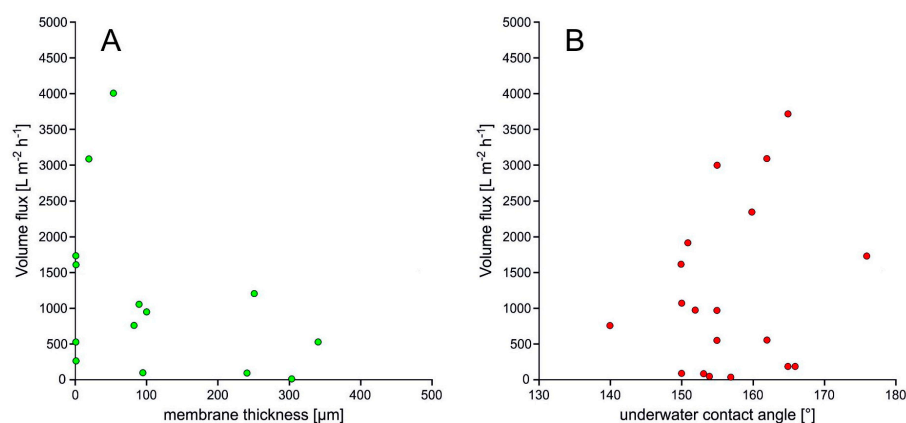 A
B
5000
4500
4000
3500
3000
2500
2000
1500
1000
500
0
Volume flux [L m⁻² h⁻¹]
0 100 200 300 400 500
membrane thickness [µm]
5000
4500
4000
3500
3000
2500
2000
1500
1000
500
0
Volume flux [L m⁻² h⁻¹]
130 140 150 160 170 180
underwater contact angle [°]